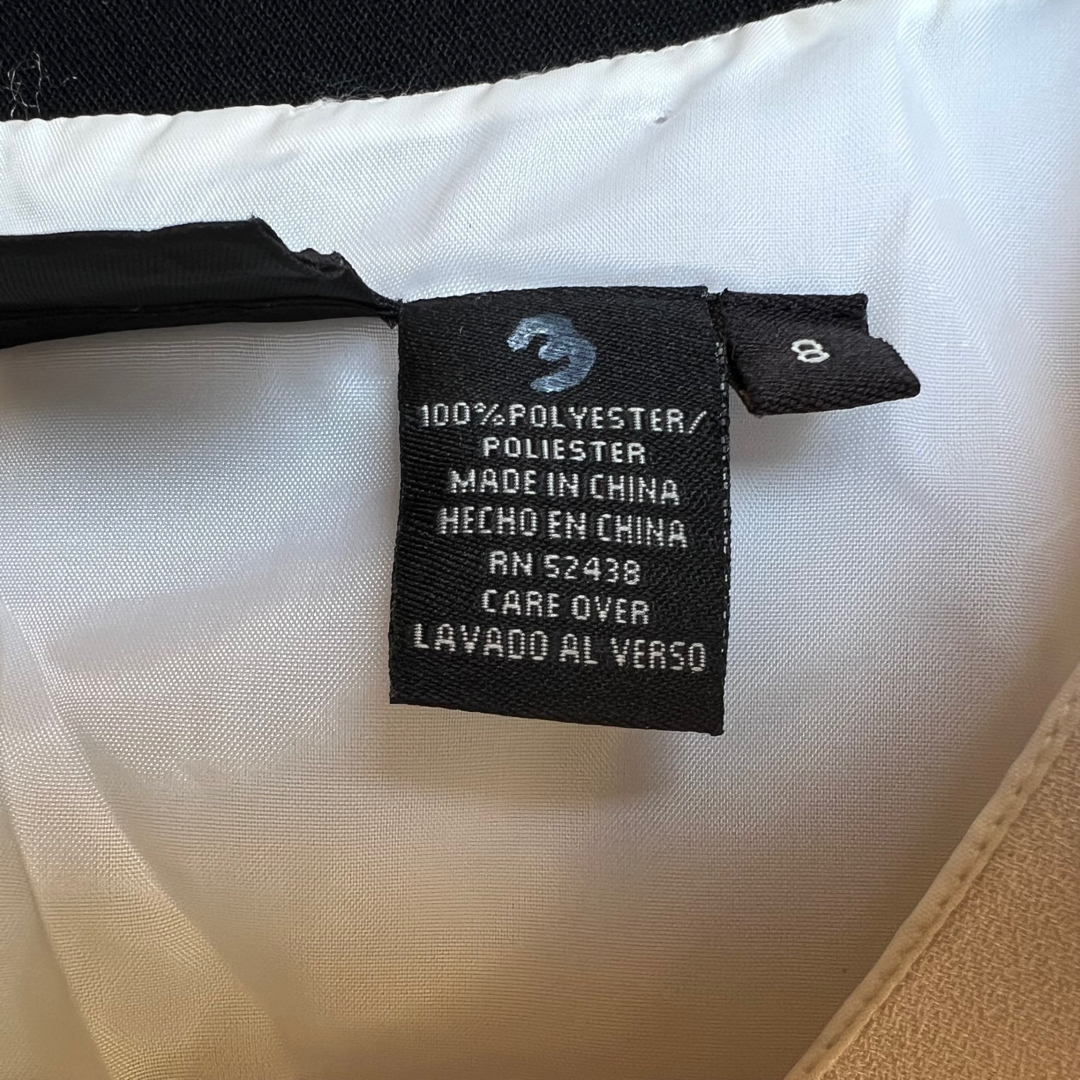 100% POLYESTER/
POLIESTER
MADE IN CHINA
HECHO EN CHINA
RN 52438
CARE OVER
LAVADO AL VERSO
8